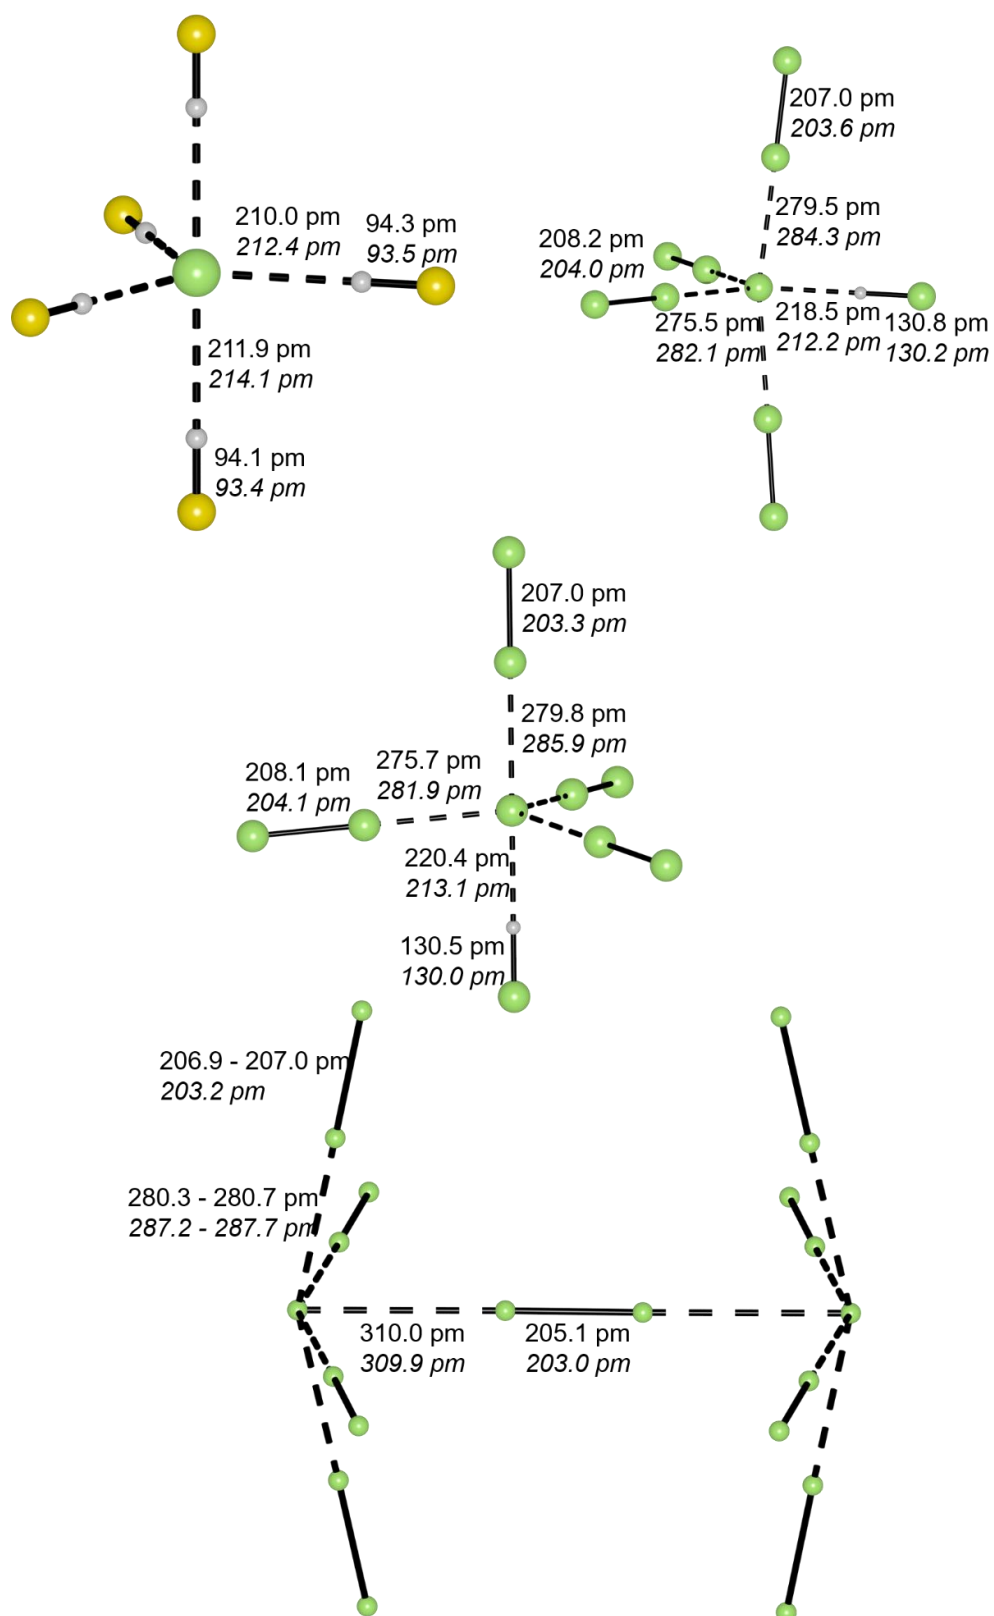 210.0 pm
212.4 pm
94.3 pm
93.5 pm
211.9 pm
214.1 pm
94.1 pm
93.4 pm
207.0 pm
203.6 pm
279.5 pm
284.3 pm
208.2 pm
204.0 pm
275.5 pm
282.1 pm
218.5 pm
212.2 pm
130.8 pm
130.2 pm
207.0 pm
203.3 pm
279.8 pm
285.9 pm
275.7 pm
281.9 pm
208.1 pm
204.1 pm
220.4 pm
213.1 pm
130.5 pm
130.0 pm
206.9 - 207.0 pm
203.2 pm
280.3 - 280.7 pm
287.2 - 287.7 pm
310.0 pm
309.9 pm
205.1 pm
203.0 pm